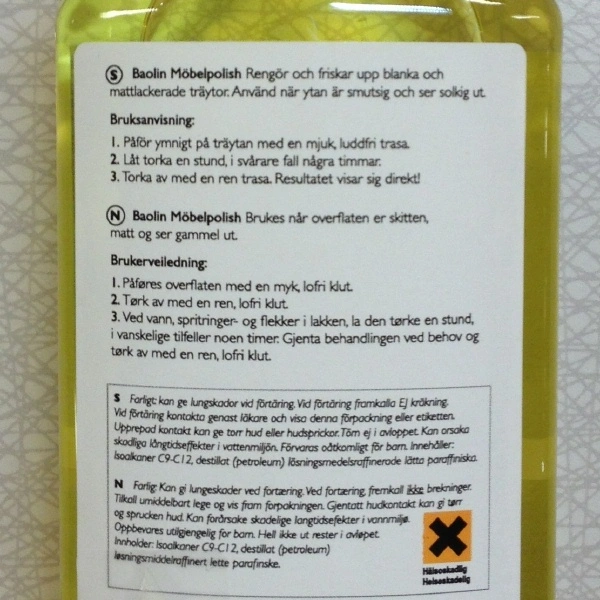 S Baolin Möbelpolish Rengör och friskar upp blanka och
mattlackerade träytor. Använd när ytan är smutsig och ser solkig ut.
Bruksanvisning:
1. Påför ymnigt på träytan med en mjuk, luddfri trasa.
2. Låt torka en stund, i svårare fall några timmar.
3. Torka av med en ren trasa. Resultatet visar sig direkt!
N Baolin Möbelpolish Brukes når overflaten er skitten,
matt og ser gammel ut.
Brukerveiledning:
1. Påføres overflaten med en myk, lofri klut.
2. Tørk av med en ren, lofri klut.
3. Ved vann, spritringer- og flekker i lakken, la den tørke en stund,
i vanskelige tilfeller noen timer. Gjenta behandlingen ved behov og
tørk av med en ren, lofri klut.
S Farligt: kan ge lungskador vid förtäring. Vid förtäring framkalla EJ kräkning.
Vid förtäring kontakta genast läkare och visa denna förpackning eller etiketten.
Upprepad kontakt kan ge torr hud eller hudsprickor. Töm ej i avloppet. Kan orsaka
skadliga långtidseffekter i vattenmiljön. Förvaras oåtkomligt för barn. Innehåller:
Isoalkaner C9-C12, destillat (petroleum) lösningsmedelsraffinerade lätta paraffiniska.
N Farlig: Kan gi lungeskader ved fortæring. Ved fortæring, fremkall ikke brekninger.
Tilkall umiddelbart lege og vis fram forpakningen. Gjentatt hudkontakt kan gi tørr
og sprucken hud. Kan forårsake skadelige langtidsefekter i vannmiljø.
Oppbevares utilgjengelig for barn. Hell ikke ut rester i avløpet.
Innholder: Isoalkaner C9-C12, destillat (petroleum)
løsningsmiddelraffinert lette parafinske.
Hälsoskadlig
Helseskadelig